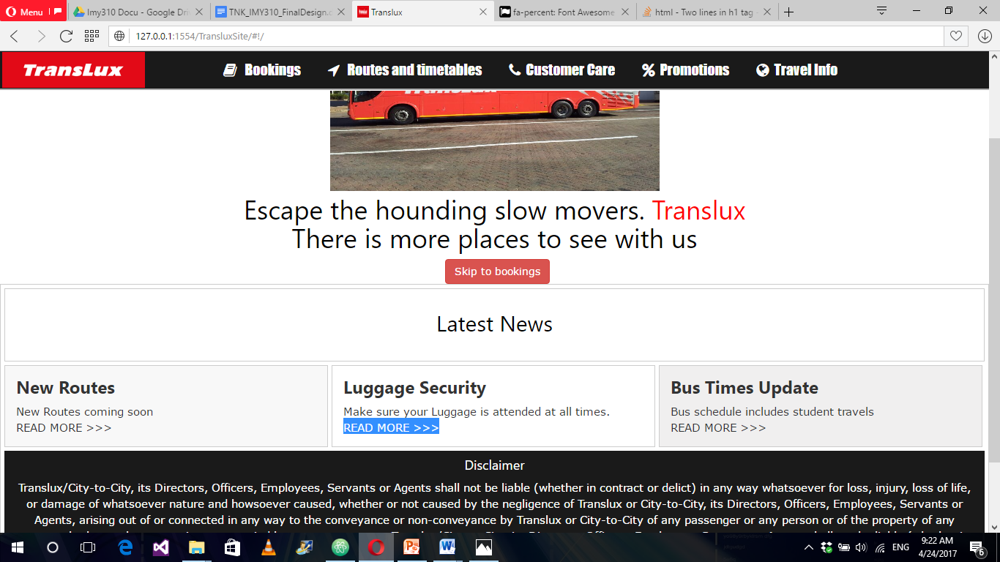 Menu
Imy310 Docu - Google Dri
TNK_IMY310_FinalDesign.
Translux
fa-percent: Font Awesome
html - Two lines in h1 tag -
127.0.0.1:1554/TransluxSite/#!/
TRANSLUX
Bookings
Routes and timetables
Customer Care
Promotions
Travel Info
Escape the hounding slow movers. Translux
There is more places to see with us
Skip to bookings
Latest News
New Routes
New Routes coming soon
READ MORE >>>
Luggage Security
Make sure your Luggage is attended at all times.
READ MORE >>>
Bus Times Update
Bus schedule includes student travels
READ MORE >>>
Disclaimer
Translux/City-to-City, its Directors, Officers, Employees, Servants or Agents shall not be liable (whether in contract or delict) in any way whatsoever for loss, injury, loss of life,
or damage of whatsoever nature and howsoever caused, whether or not caused by the negligence of Translux or City-to-City, its Directors, Officers, Employees, Servants or
Agents, arising out of or connected in any way to the conveyance or non-conveyance by Translux or City-to-City of any passenger or any person or of the property of any
ENG
9:22 AM
4/24/2017
6